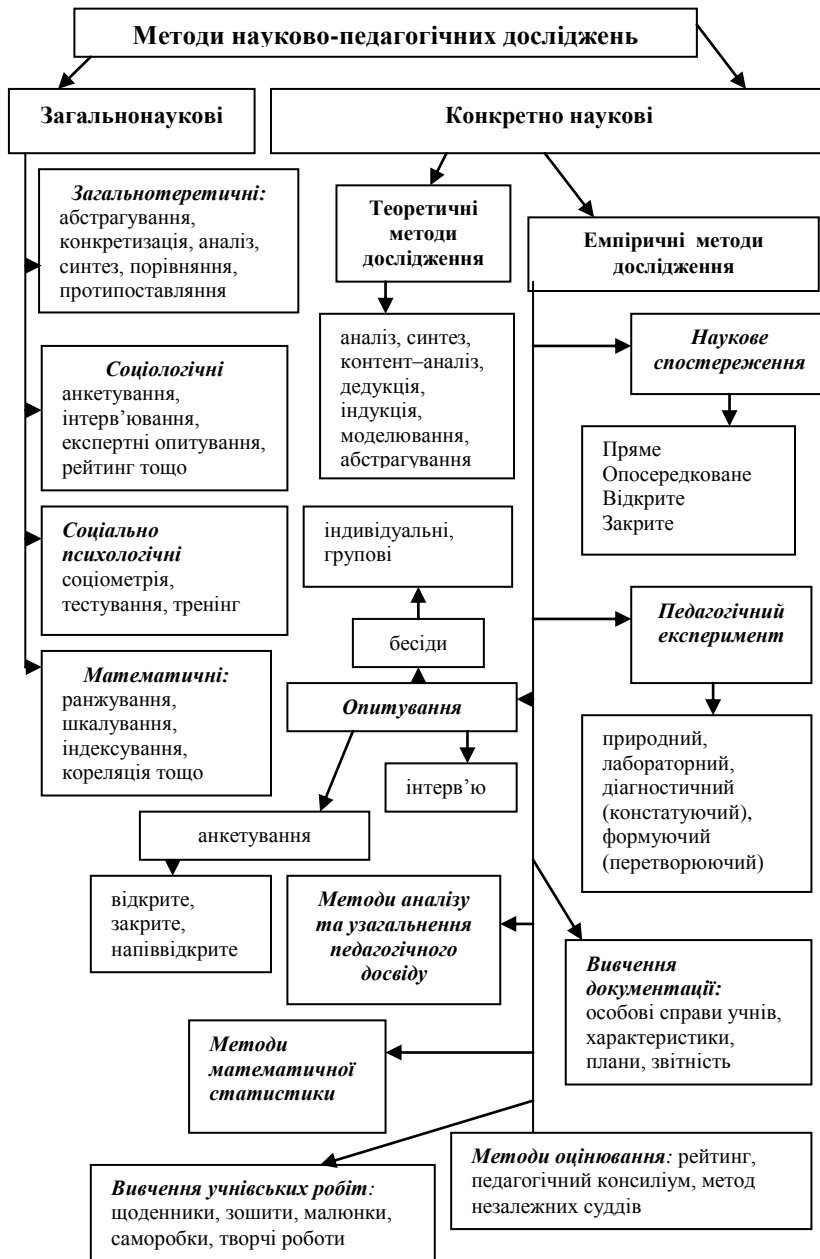 Методи науково-педагогічних досліджень
Загальнонаукові
Конкретно наукові
Загальнотеретичні:
абстрагування,
конкретизація, аналіз,
синтез, порівняння,
протипоставляння
Теоретичні
методи
дослідження
Емпіричні методи
дослідження
аналіз, синтез,
контент–аналіз,
дедукція,
індукція,
моделювання,
абстрагування
Наукове
спостереження
Соціологічні
анкетування,
інтерв’ювання,
експертні опитування,
рейтинг тощо
Пряме
Опосередковане
Відкрите
Закрите
Соціально
психологічні
соціометрія,
тестування, тренінг
індивідуальні,
групові
бесіди
Педагогічний
експеримент
Математичні:
ранжування,
шкалування,
індексування,
кореляція тощо
Опитування
інтерв’ю
природний,
лабораторний,
діагностичний
(констатуючий),
формуючий
(перетворюючий)
анкетування
відкрите,
закрите,
напіввідкрите
Методи аналізу
та узагальнення
педагогічного
досвіду
Вивчення
документації:
особові справи учнів,
характеристики,
плани, звітність
Методи
математичної
статистики
Методи оцінювання: рейтинг,
педагогічний консиліум, метод
незалежних суддів
Вивчення учнівських робіт:
щоденники, зошити, малюнки,
саморобки, творчі роботи